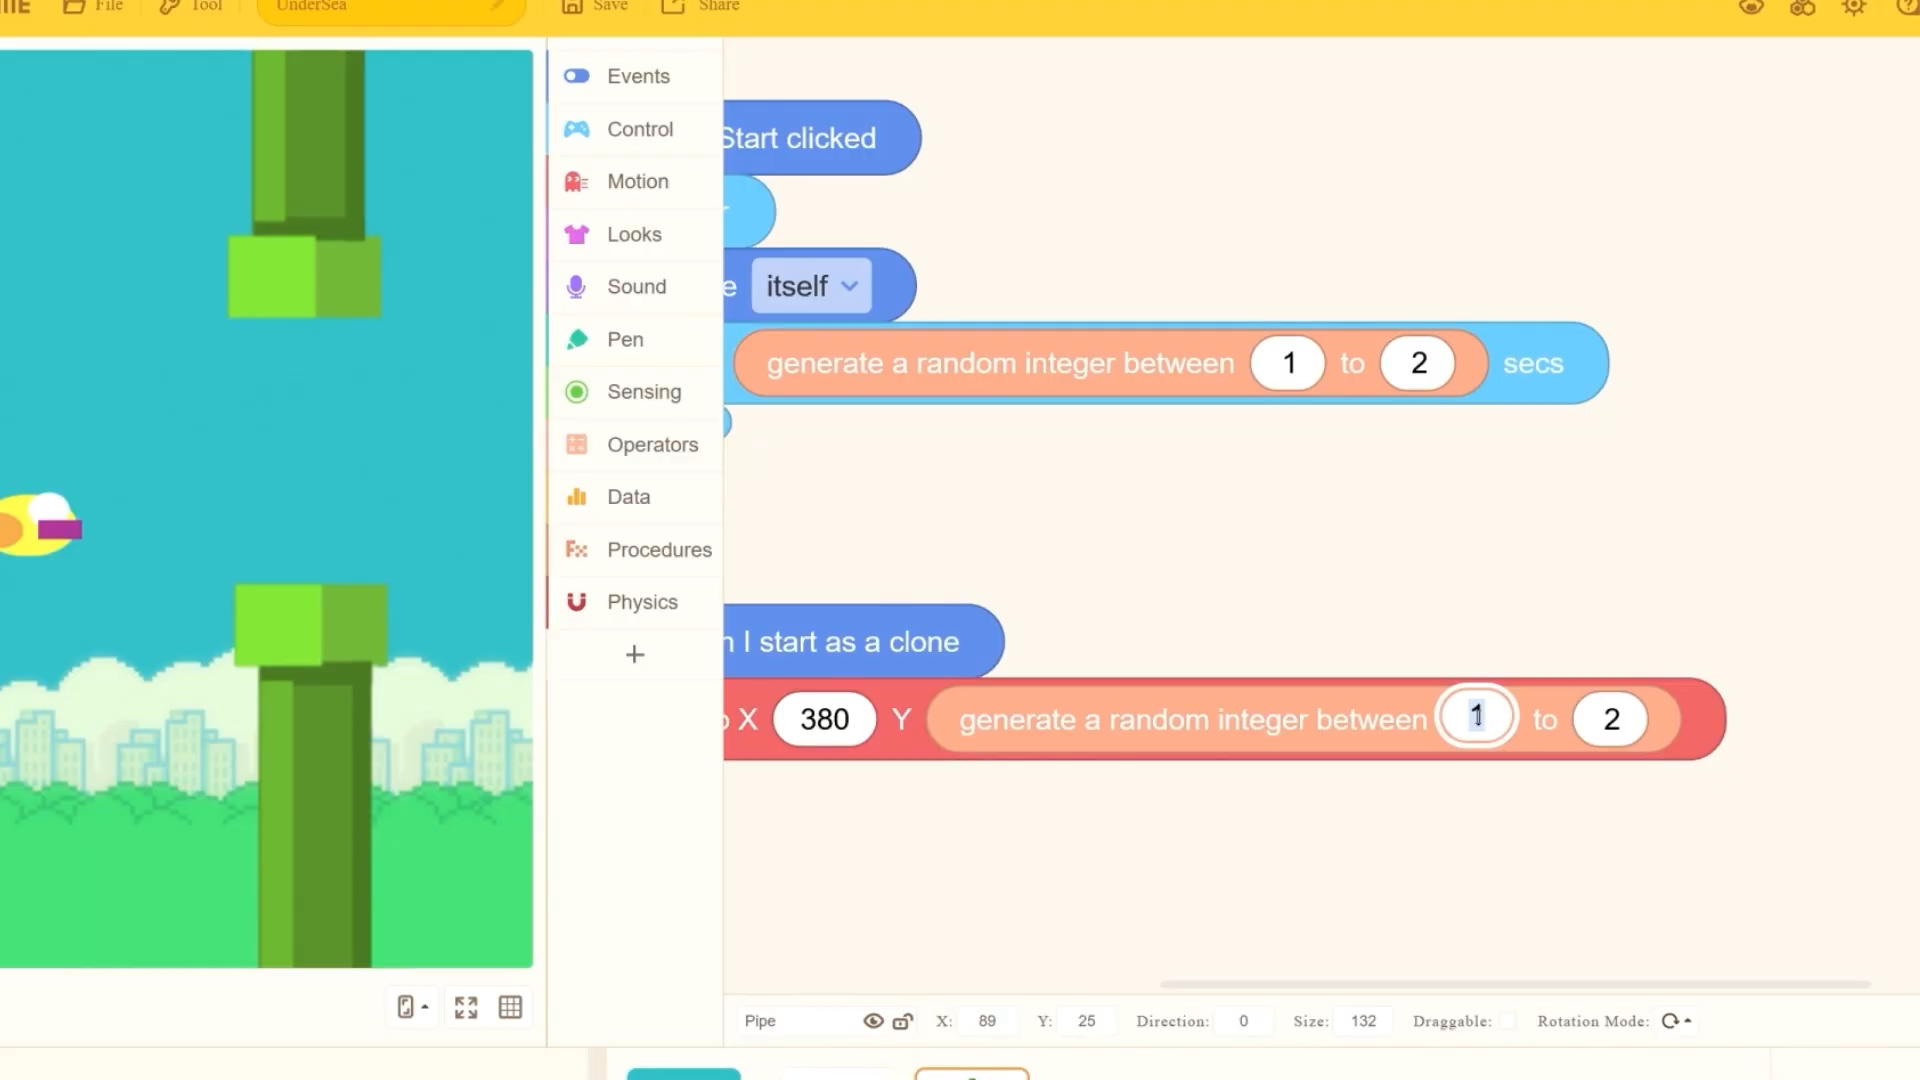 File Tool UnderSea Save Share
Events
Control
Motion
Looks
Sound
Pen
Sensing
Operators
Data
Procedures
Physics
+
Start clicked
itself
generate a random integer between 1 to 2 secs
I start as a clone
X 380 Y generate a random integer between 1 to 2
Pipe X: 89 Y: 25 Direction: 0 Size: 132 Draggable: Rotation Mode: